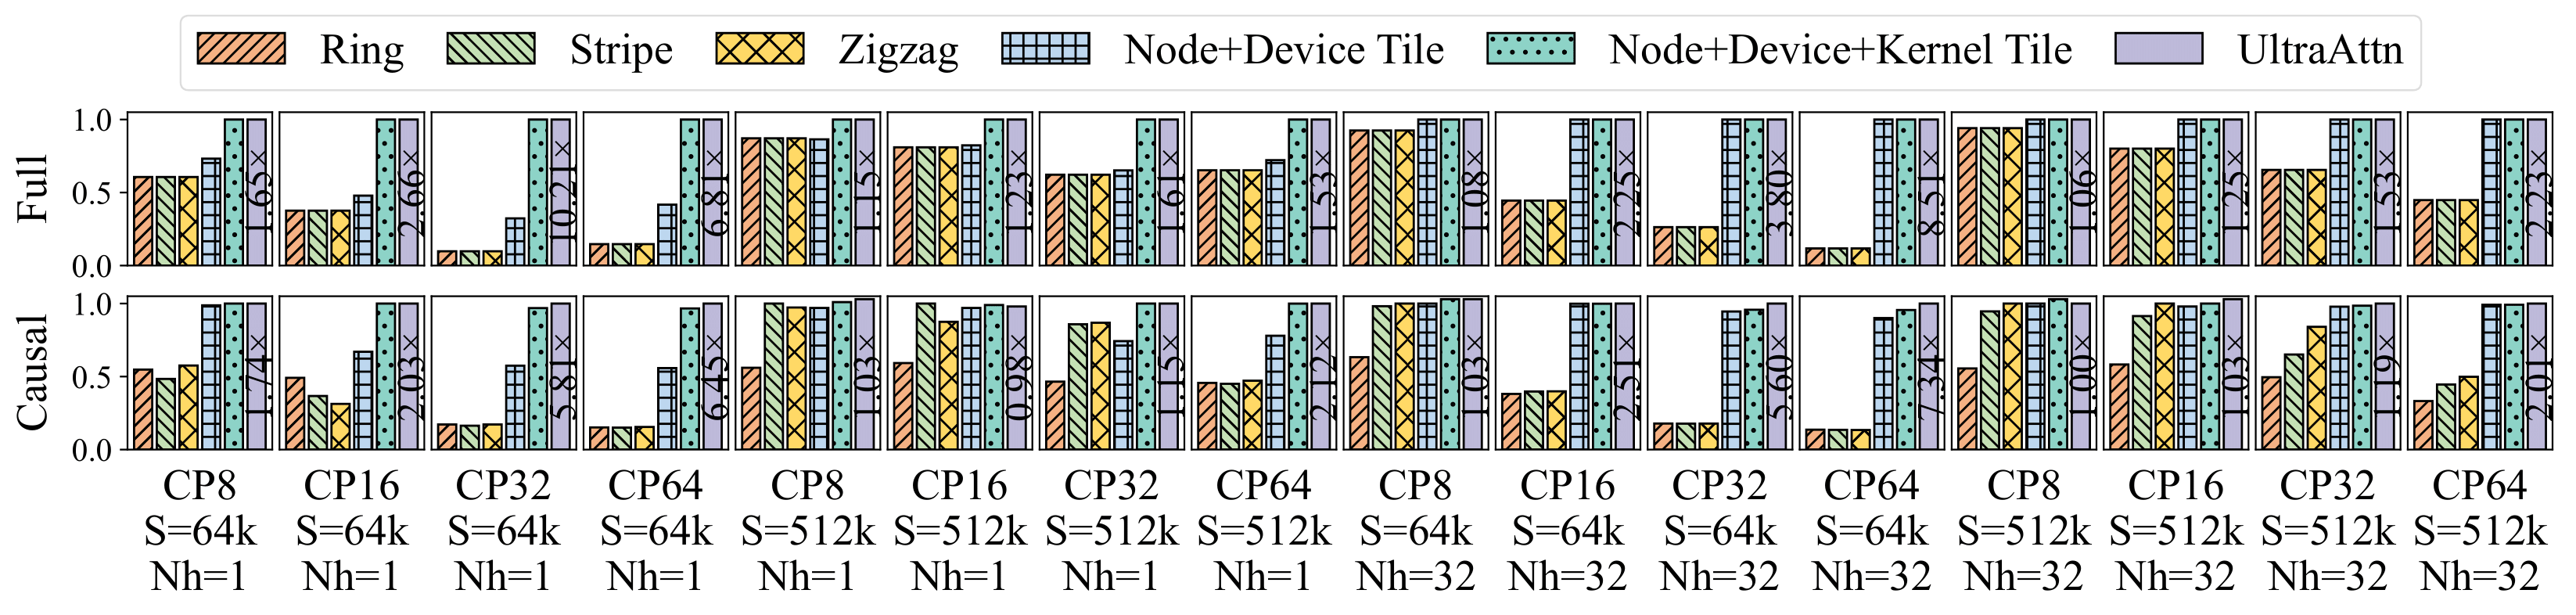 Ring Stripe Zigzag Node+Device Tile Node+Device+Kernel Tile UltraAttn
Full
1.0
0.5
0.0
1.65× 2.66× 10.21× 6.81× 1.15× 1.23× 1.61× 1.53× 1.08× 2.25× 3.80× 8.51× 1.06× 1.25× 1.53× 2.23×
Causal
1.0
0.5
0.0
1.74× 2.03× 5.81× 6.45× 1.03× 0.98× 1.15× 2.12× 1.03× 2.51× 5.60× 7.34× 1.00× 1.03× 1.19× 2.01×
CP8 CP16 CP32 CP64 CP8 CP16 CP32 CP64 CP8 CP16 CP32 CP64 CP8 CP16 CP32 CP64
S=64k S=64k S=64k S=64k S=512k S=512k S=512k S=512k S=64k S=64k S=64k S=64k S=512k S=512k S=512k S=512k
Nh=1 Nh=1 Nh=1 Nh=1 Nh=1 Nh=1 Nh=1 Nh=1 Nh=32 Nh=32 Nh=32 Nh=32 Nh=32 Nh=32 Nh=32 Nh=32